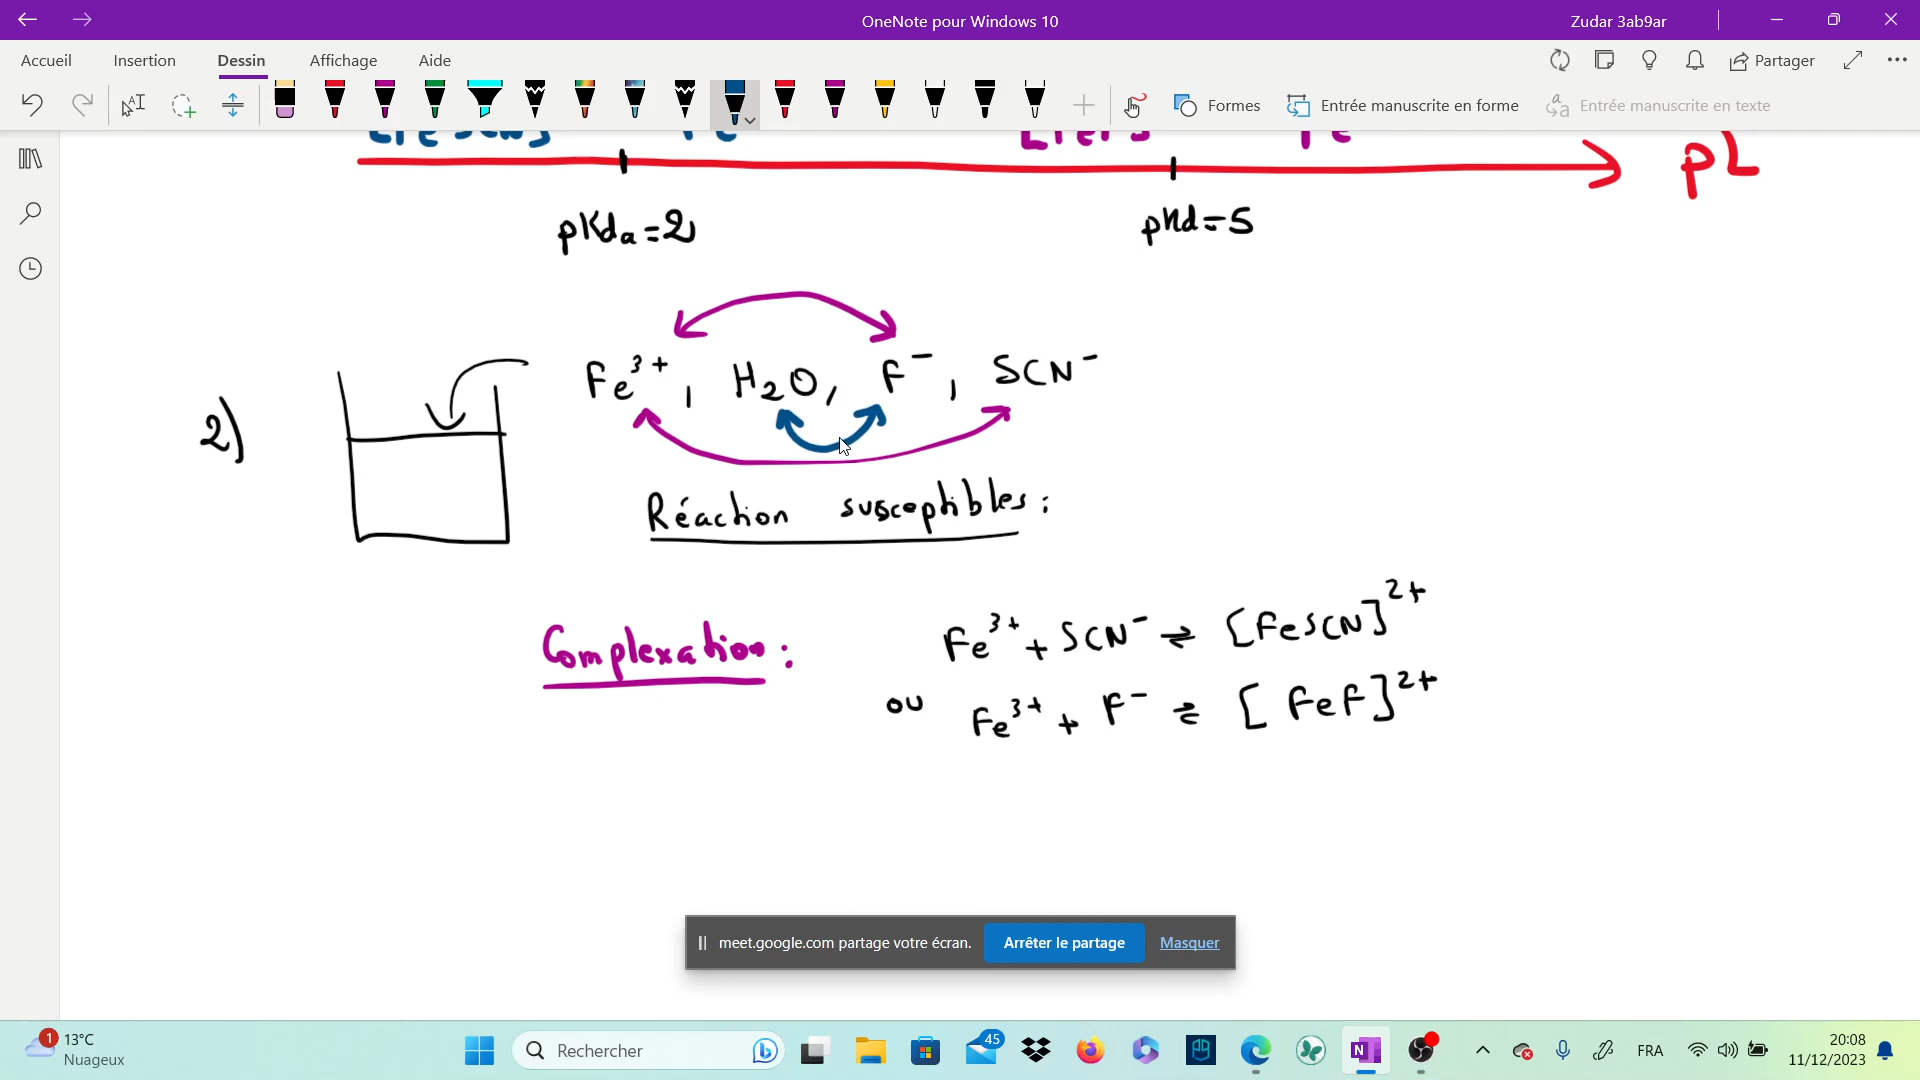 OneNote pour Windows 10
Zudar 3ab9ar
Accueil Insertion Dessin Affichage Aide
Partager
Formes Entrée manuscrite en forme Entrée manuscrite en texte
pL
pKda=2
pKd=5
2)
Fe³⁺, H₂O, F⁻, SCN⁻
Réaction susceptibles :
Complexation :
Fe³⁺ + SCN⁻ ⇌ [FeSCN]²⁺
ou Fe³⁺ + F⁻ ⇌ [FeF]²⁺
meet.google.com partage votre écran. Arrêter le partage Masquer
1
13°C
Nuageux
Rechercher
45
FRA
20:08
11/12/2023